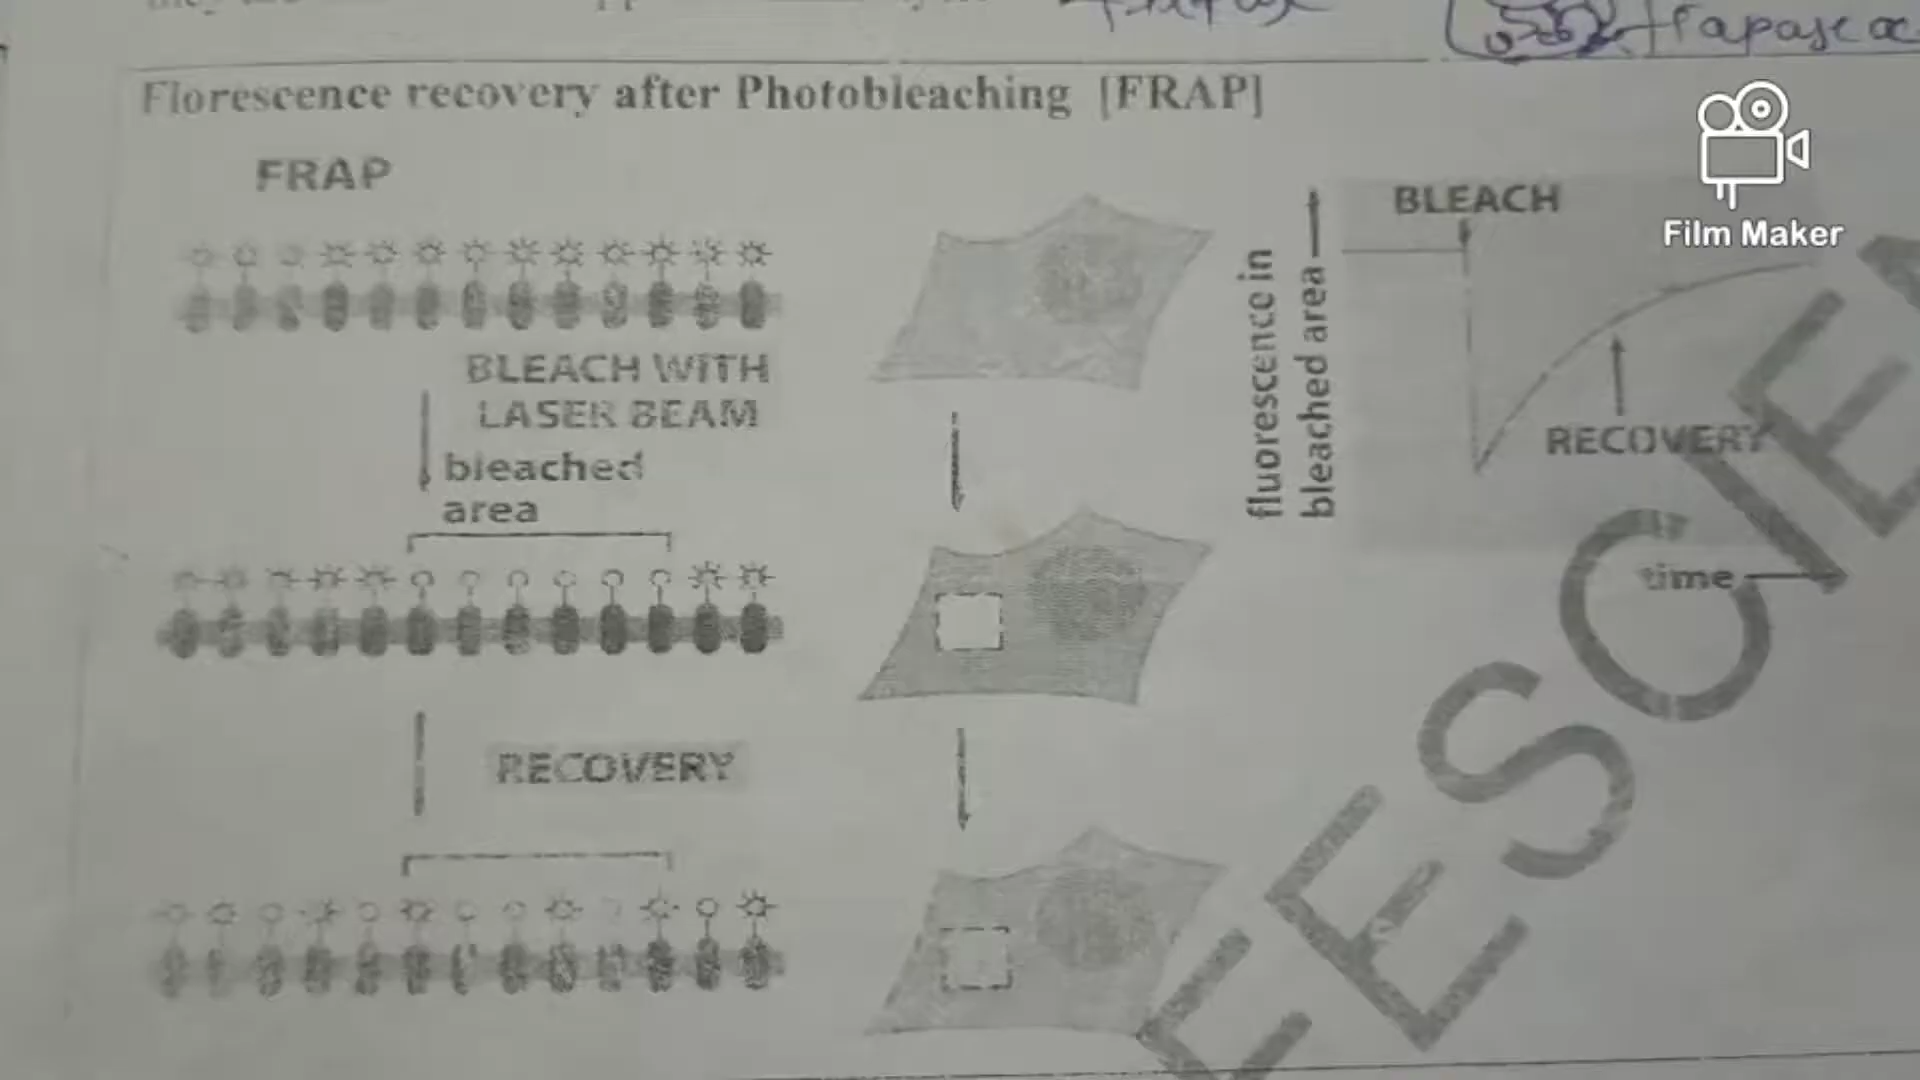 Florescence recovery after Photobleaching [FRAP]
FRAP
BLEACH WITH
LASER BEAM
bleached
area
RECOVERY
fluorescence in
bleached area
BLEACH
RECOVERY
time
Film Maker